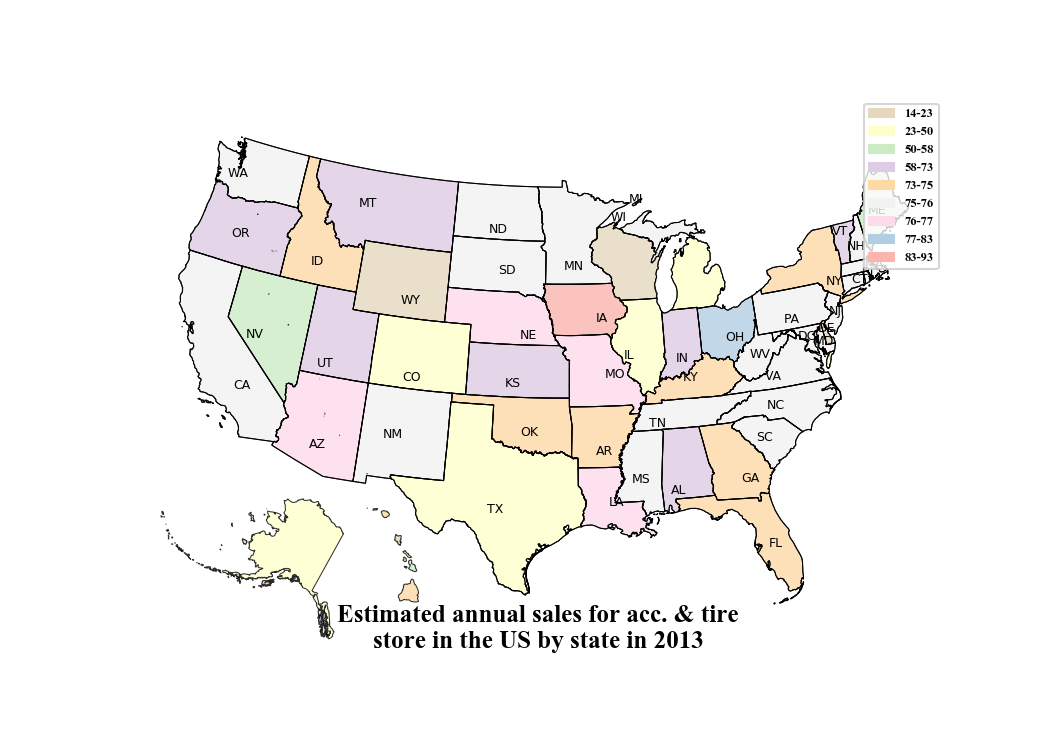 14-23
23-50
50-58
58-73
73-75
75-76
76-77
77-83
83-93
WA
MT
ND
MN
WI
MI
ME
VT
NH
OR
ID
SD
WY
NY
CT
NV
UT
CO
NE
IA
IL
IN
OH
PA
NJ
DE
DC
MD
WV
VA
CA
KS
MO
KY
AZ
NM
OK
AR
TN
NC
SC
TX
LA
MS
AL
GA
FL
Estimated annual sales for acc. & tire
store in the US by state in 2013